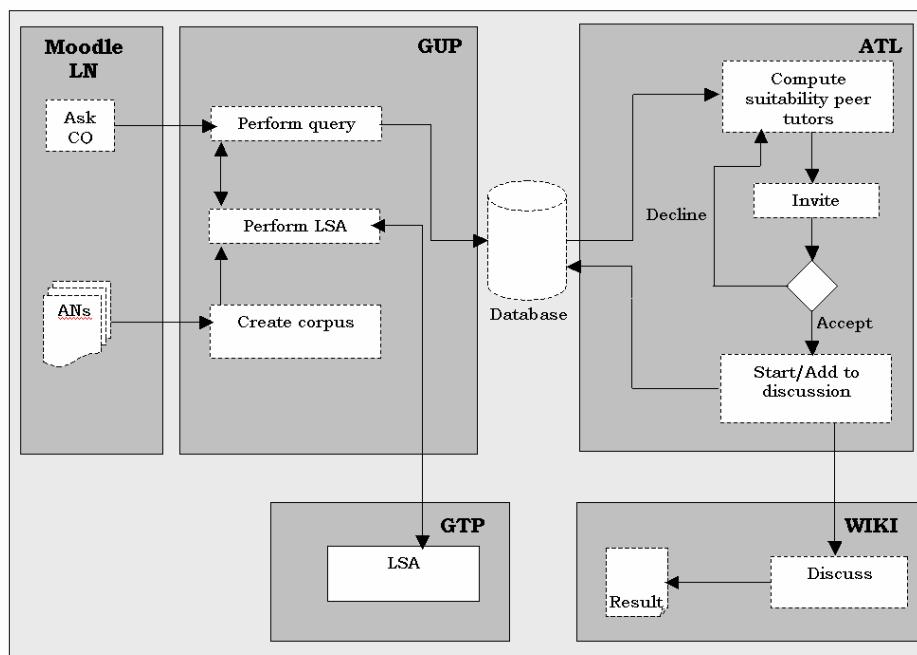 Moodle
LN
Ask
CQ
ANs
GUP
Perform query
Perform LSA
Create corpus
Database
ATL
Compute
suitability peer
tutors
Invite
Decline
Accept
Start/Add to
discussion
GTP
LSA
WIKI
Discuss
Result